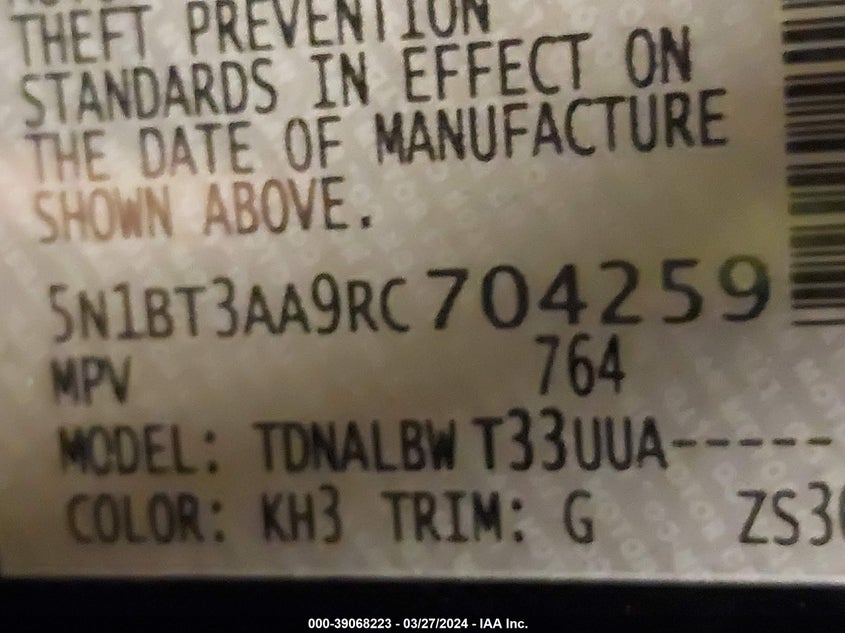 THEFT PREVENTION
STANDARDS IN EFFECT ON
THE DATE OF MANUFACTURE
SHOWN ABOVE.
5N1BT3AA9RC704259
MPV 764
MODEL: TDNALBW T33UUA-----
COLOR: KH3 TRIM: G ZS3
000-39068223 - 03/27/2024 - IAA Inc.